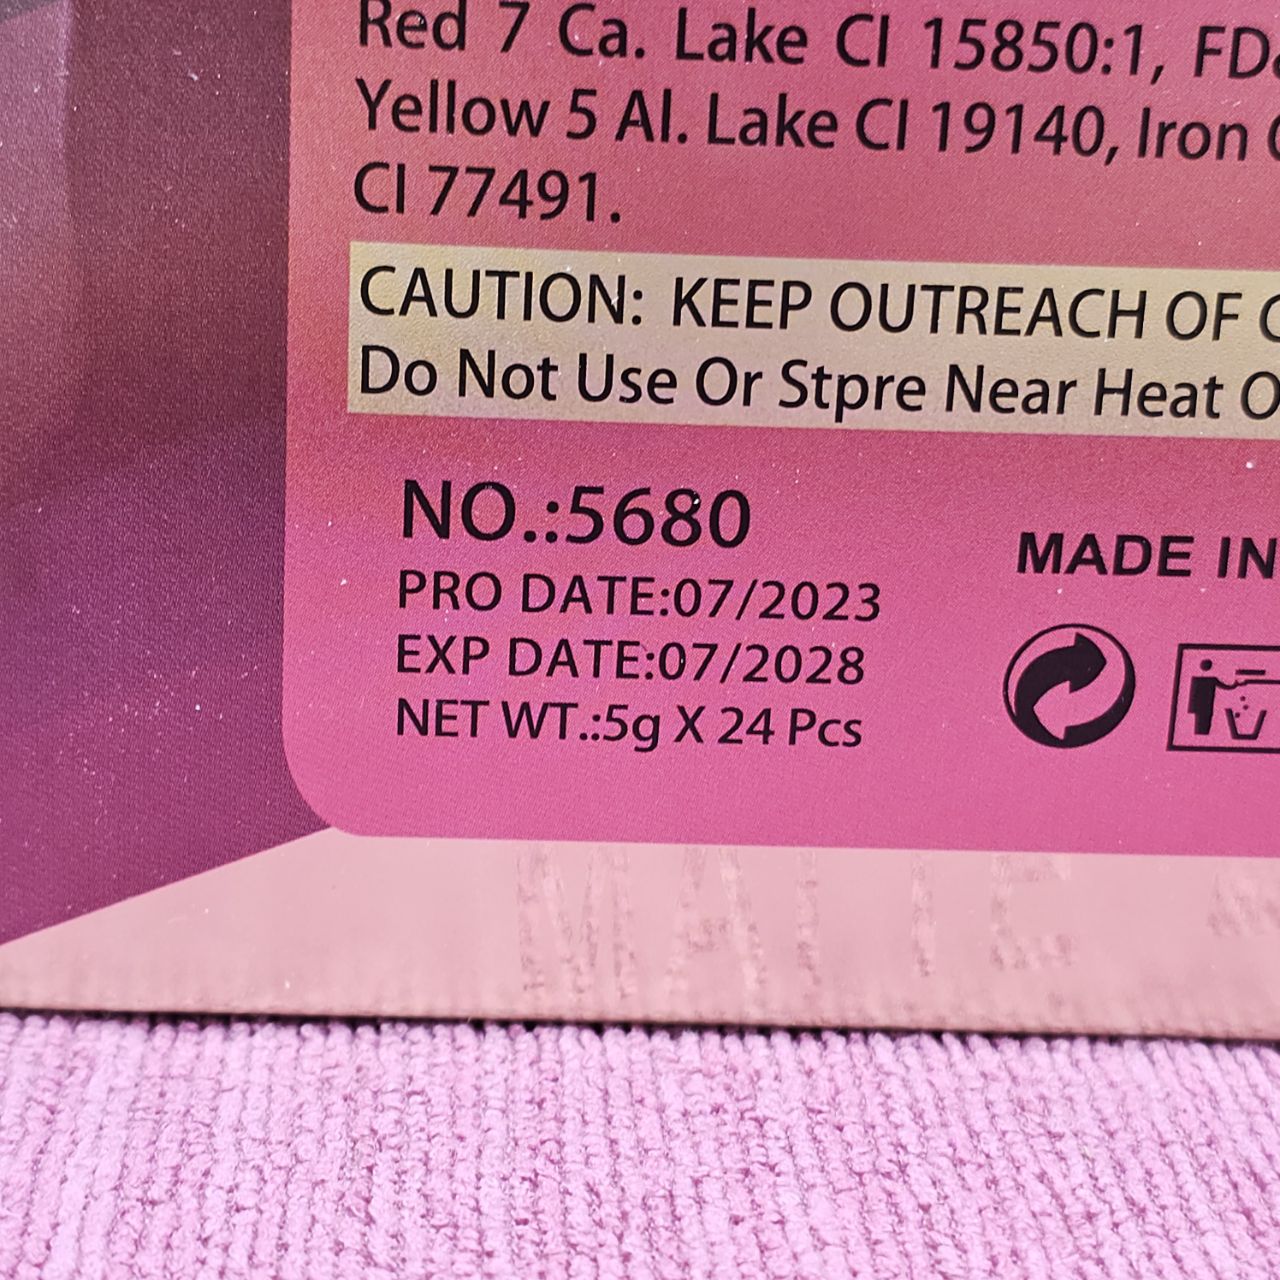 Red 7 Ca. Lake CI 15850:1,
Yellow 5 Al. Lake CI 19140, Iron
CI 77491.
CAUTION: KEEP OUTREACH OF
Do Not Use Or Stpre Near Heat
NO.:5680
PRO DATE:07/2023
EXP DATE:07/2028
NET WT.:5g X 24 Pcs
MADE IN
MATTE